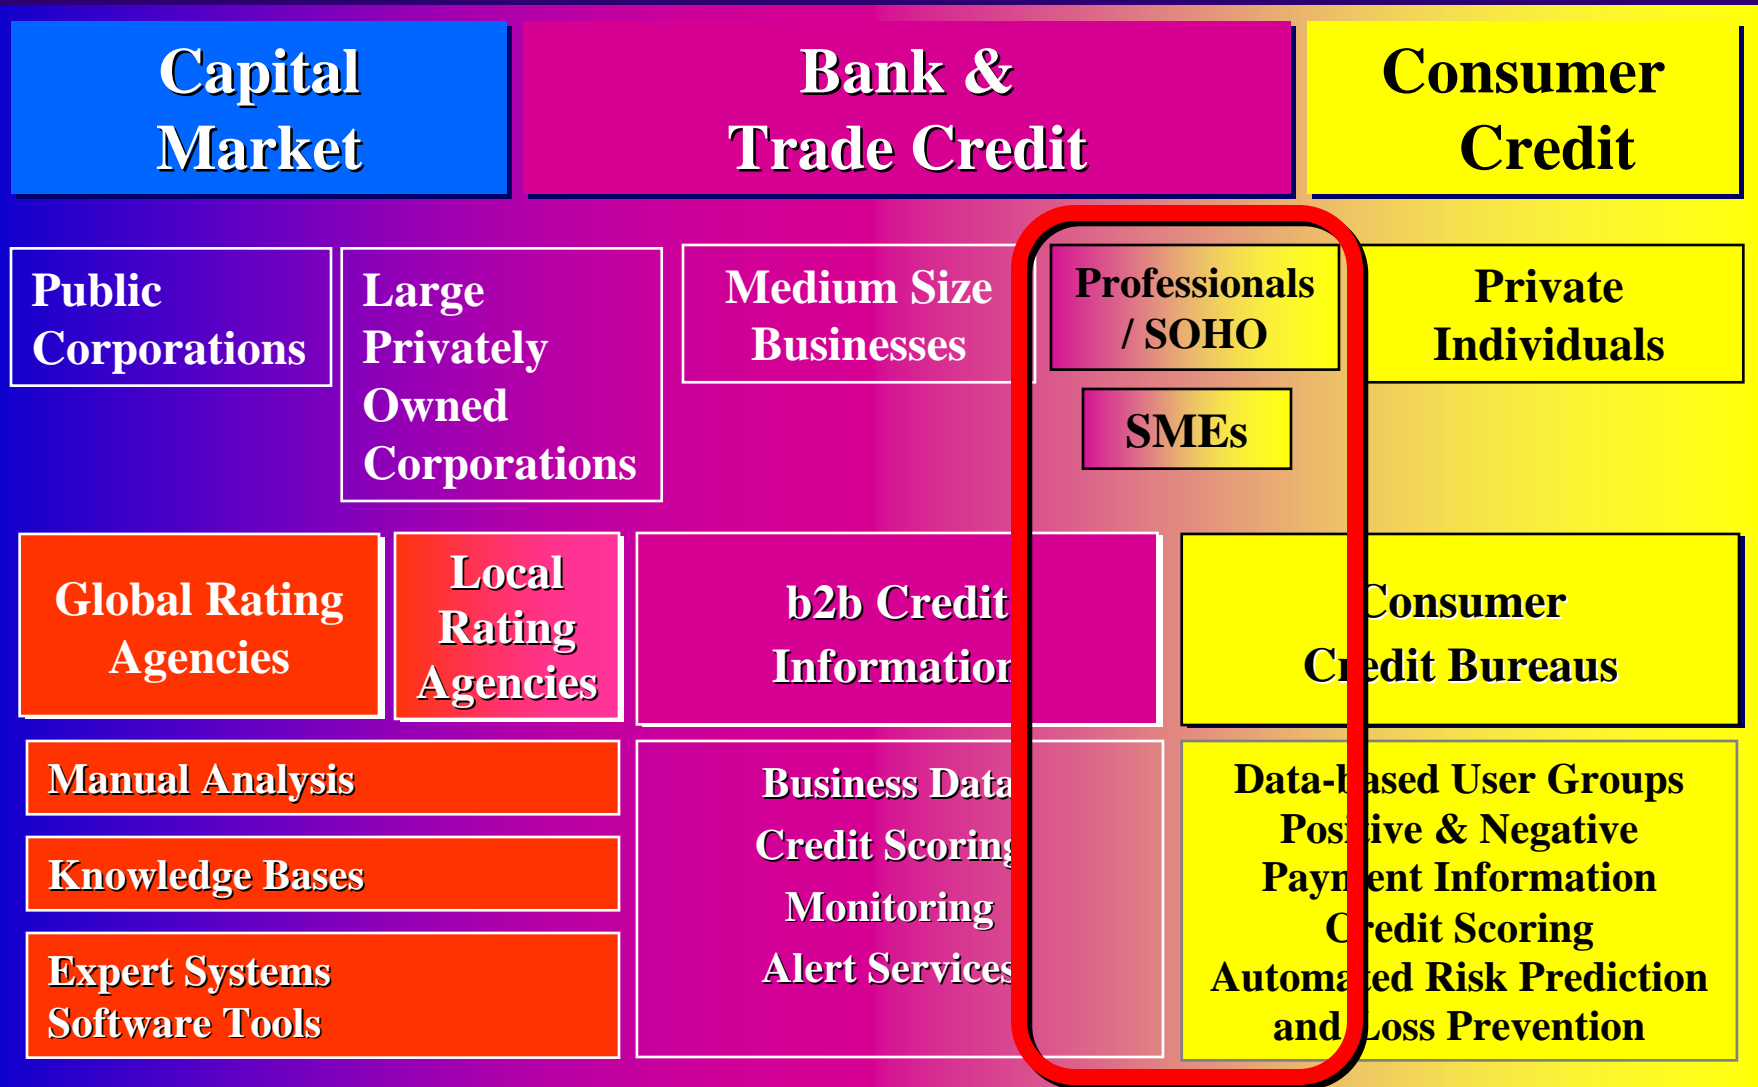 Capital
Market
Bank &
Trade Credit
Consumer
Credit
Public
Corporations
Large
Privately
Owned
Corporations
Medium Size
Businesses
Professionals
/ SOHO
SMEs
Private
Individuals
Global Rating
Agencies
Local
Rating
Agencies
b2b Credit
Information
Consumer
Credit Bureaus
Manual Analysis
Knowledge Bases
Expert Systems
Software Tools
Business Data
Credit Scoring
Monitoring
Alert Services
Data-based User Groups
Positive & Negative
Payment Information
Credit Scoring
Automated Risk Prediction
and Loss Prevention